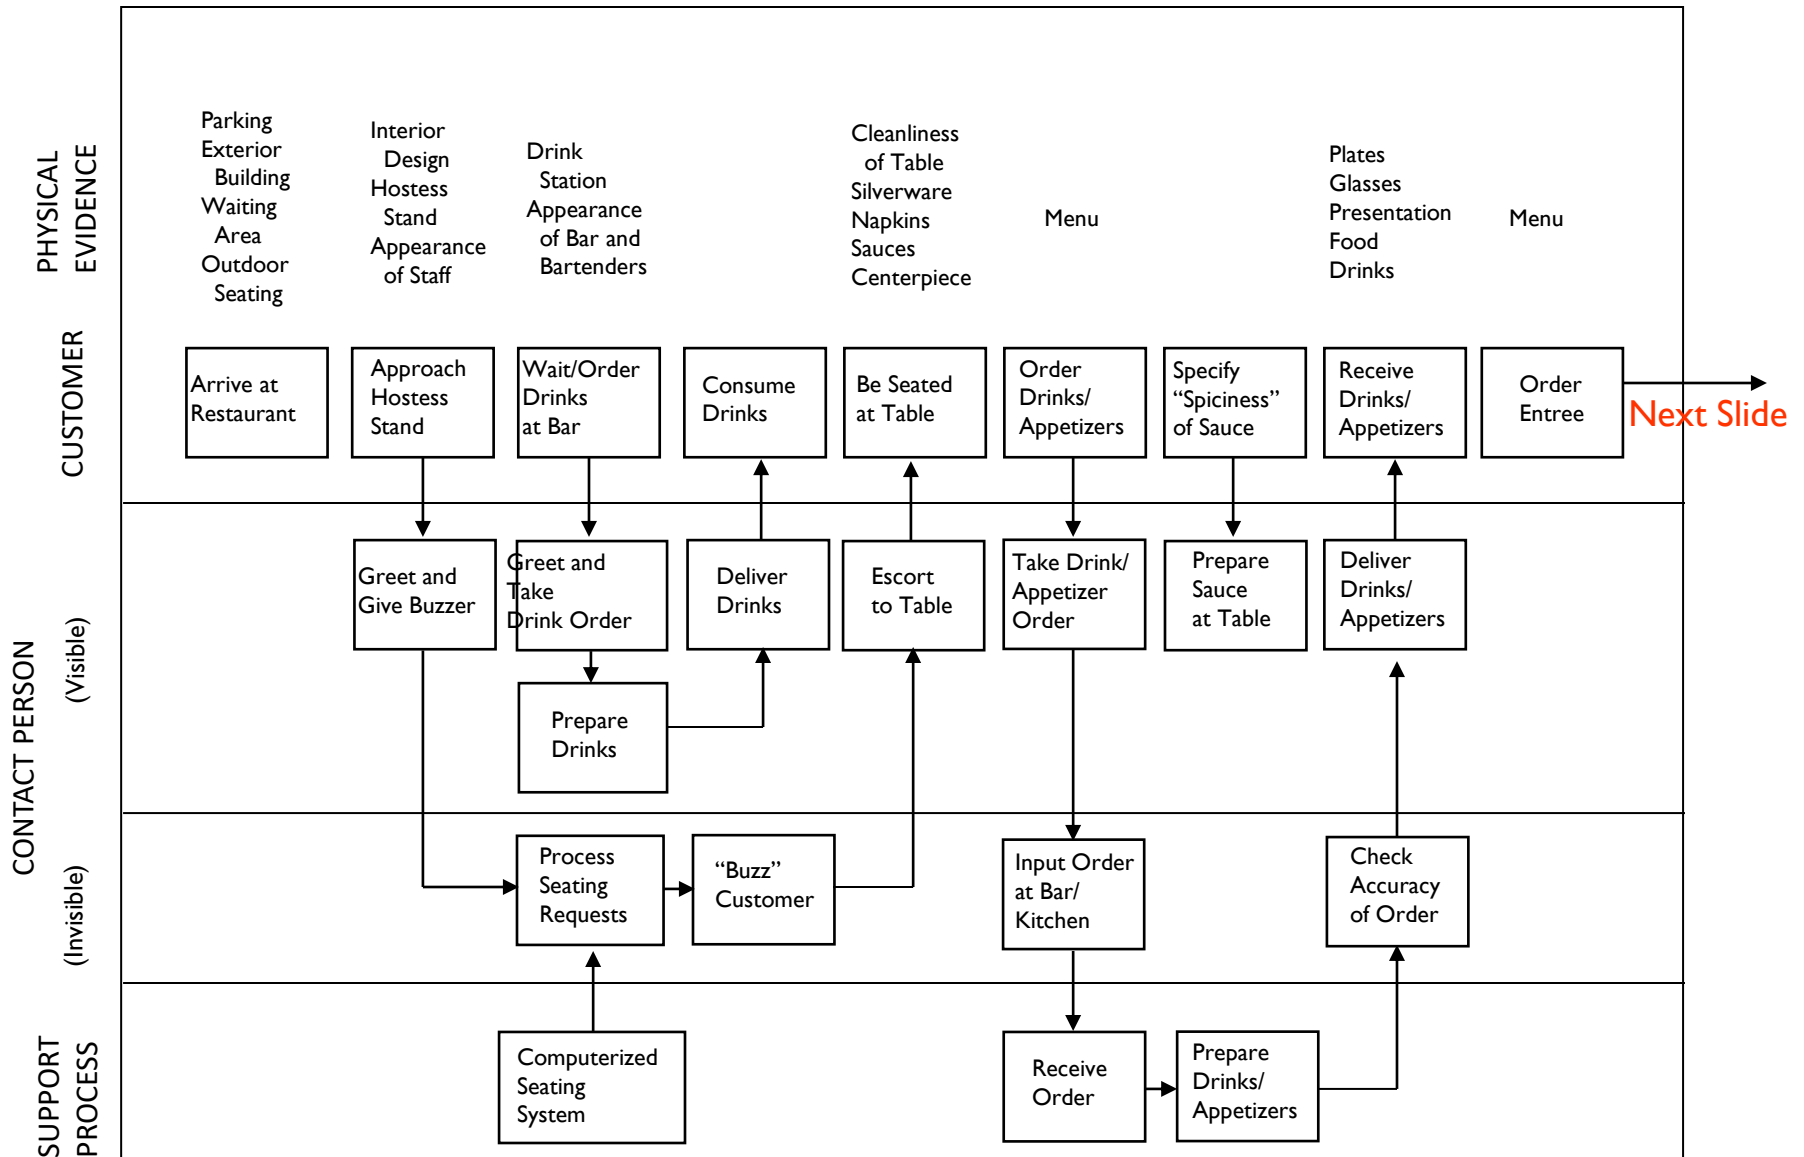 PHYSICAL
EVIDENCE
Parking
Exterior
Building
Waiting
Area
Outdoor
Seating
Interior
Design
Hostess
Stand
Appearance
of Staff
Drink
Station
Appearance
of Bar and
Bartenders
Cleanliness
of Table
Silverware
Napkins
Sauces
Centerpiece
Menu
Plates
Glasses
Presentation
Food
Drinks
Menu
CUSTOMER
Arrive at
Restaurant
Approach
Hostess
Stand
Wait/Order
Drinks
at Bar
Consume
Drinks
Be Seated
at Table
Order
Drinks/
Appetizers
Specify
“Spiciness”
of Sauce
Receive
Drinks/
Appetizers
Order
Entree
Next Slide
CONTACT PERSON
(Visible)
Greet and
Give Buzzer
Greet and
Take
Drink Order
Deliver
Drinks
Escort
to Table
Take Drink/
Appetizer
Order
Prepare
Sauce
at Table
Deliver
Drinks/
Appetizers
Prepare
Drinks
(Invisible)
Process
Seating
Requests
“Buzz”
Customer
Input Order
at Bar/
Kitchen
Check
Accuracy
of Order
SUPPORT
PROCESS
Computerized
Seating
System
Receive
Order
Prepare
Drinks/
Appetizers